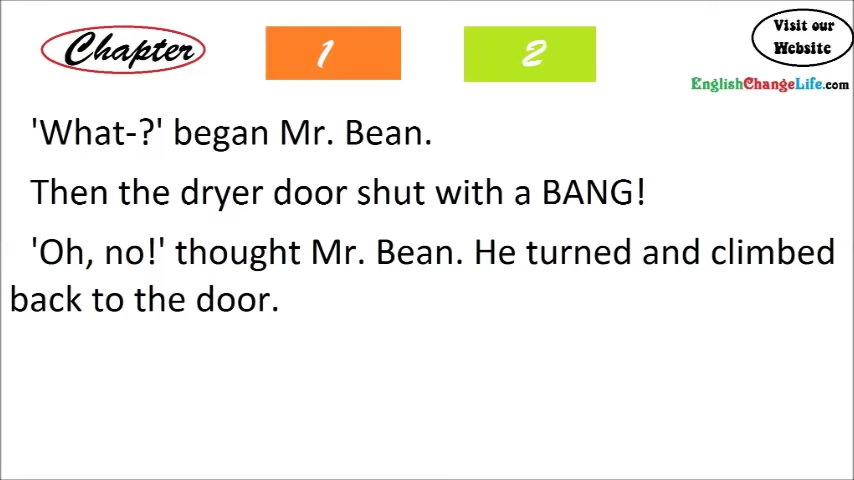 Chapter
1
2
Visit our
Website
EnglishChangeLife.com
'What-?' began Mr. Bean.
Then the dryer door shut with a BANG!
'Oh, no!' thought Mr. Bean. He turned and climbed
back to the door.